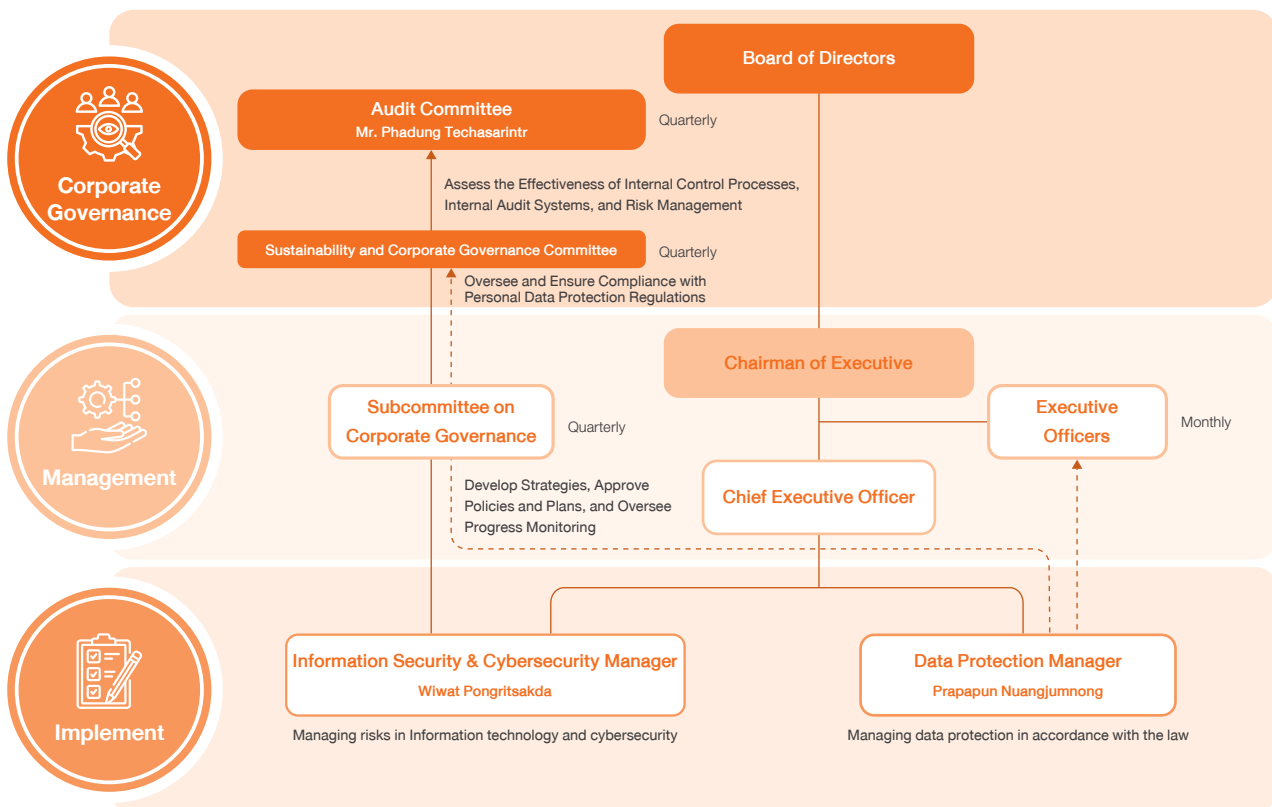 Board of Directors
Audit Committee
Mr. Phadung Techasarintr
Quarterly
Corporate
Governance
Assess the Effectiveness of Internal Control Processes,
Internal Audit Systems, and Risk Management
Sustainability and Corporate Governance Committee
Quarterly
Oversee and Ensure Compliance with
Personal Data Protection Regulations
Chairman of Executive
Management
Subcommittee on
Corporate Governance
Quarterly
Executive
Officers
Monthly
Develop Strategies, Approve
Policies and Plans, and Oversee
Progress Monitoring
Chief Executive Officer
Implement
Information Security & Cybersecurity Manager
Wiwat Pongritsakda
Managing risks in Information technology and cybersecurity
Data Protection Manager
Prapapun Nuangjumnong
Managing data protection in accordance with the law